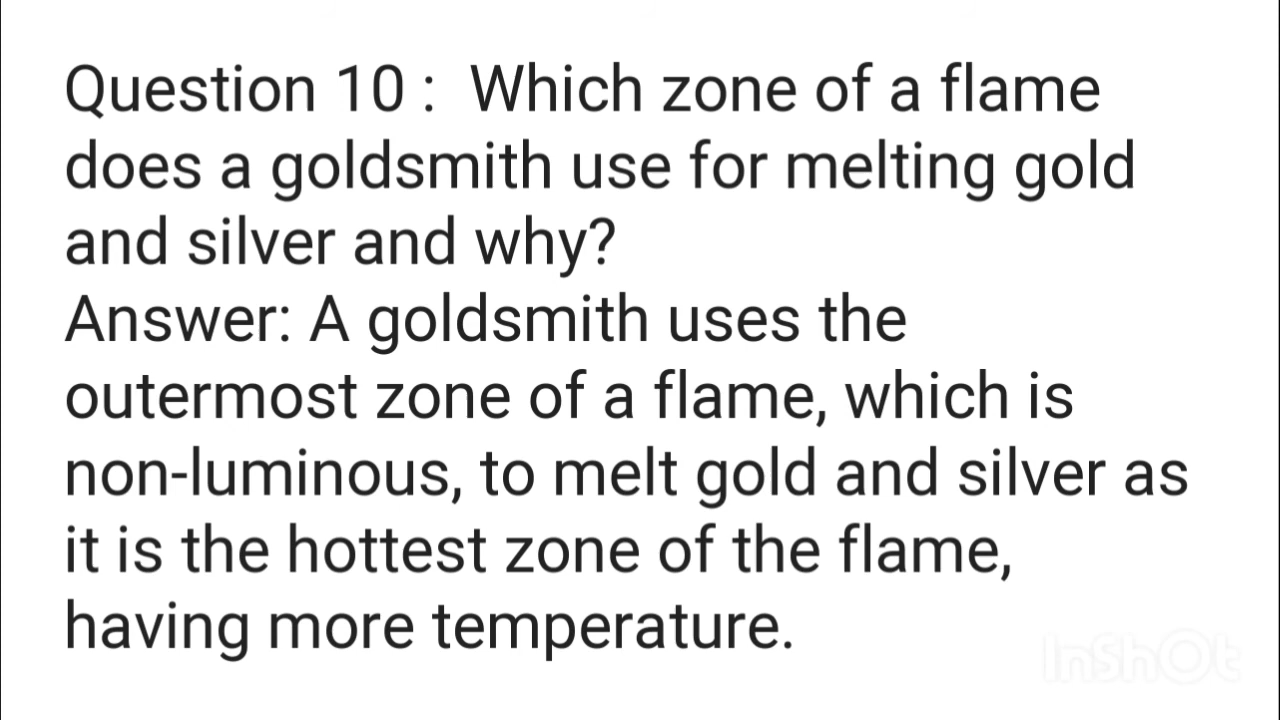 Question 10 :  Which zone of a flame
does a goldsmith use for melting gold
and silver and why?
Answer: A goldsmith uses the
outermost zone of a flame, which is
non-luminous, to melt gold and silver as
it is the hottest zone of the flame,
having more temperature.
InShOt